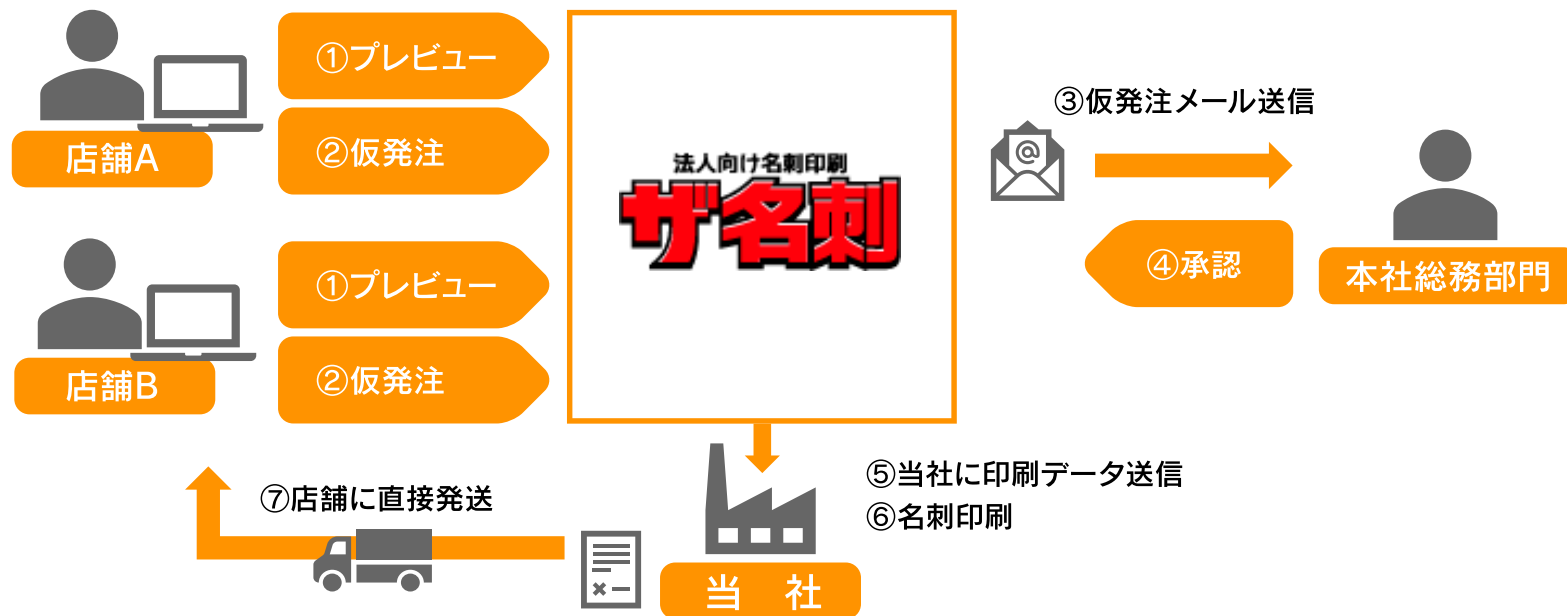 ①プレビュー
②仮発注
店舗A
①プレビュー
②仮発注
店舗B
法人向け名刺印刷
ザ名刺
③仮発注メール送信
@
④承認
本社総務部門
⑤当社に印刷データ送信
⑥名刺印刷
⑦店舗に直接発送
当　社